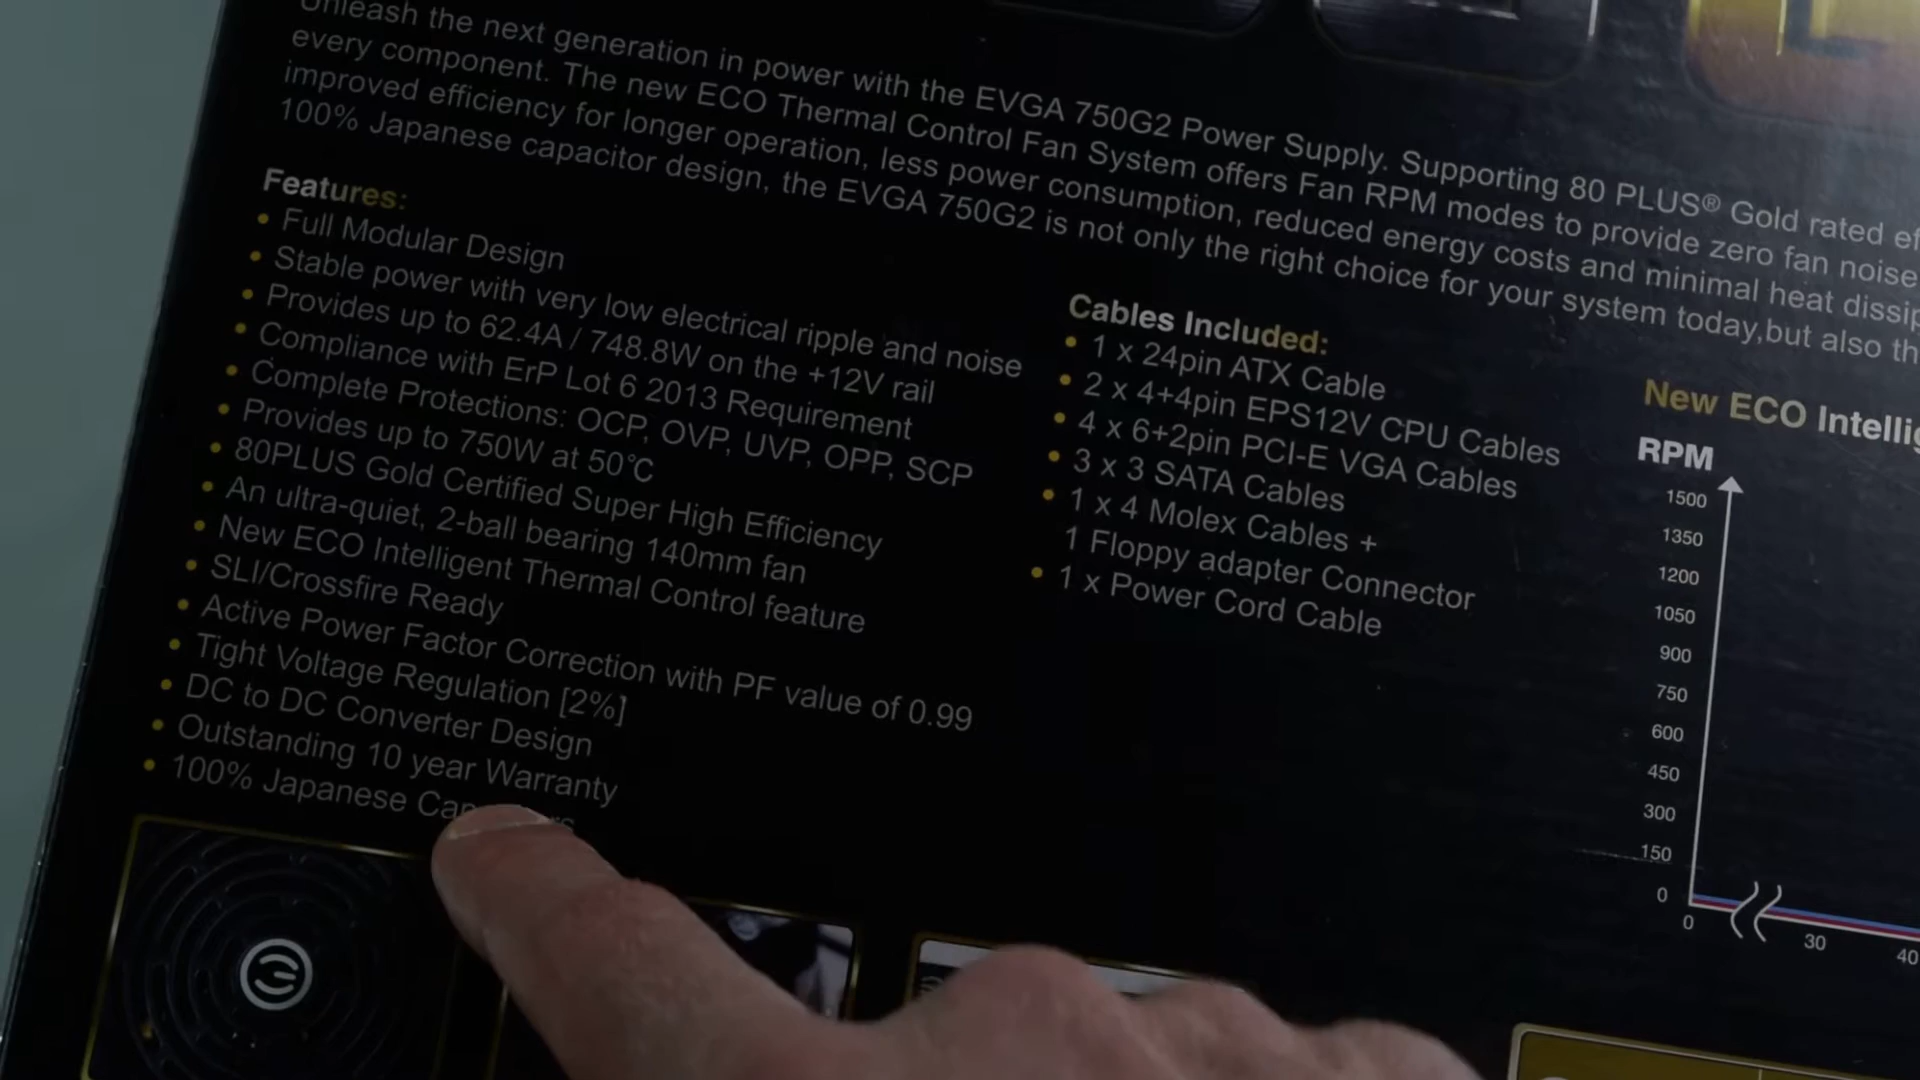 Unleash the next generation in power with the EVGA 750G2 Power Supply. Supporting 80 PLUS® Gold rated
every component. The new ECO Thermal Control Fan System offers Fan RPM modes to provide zero fan noise
improved efficiency for longer operation, less power consumption, reduced energy costs and minimal heat
100% Japanese capacitor design, the EVGA 750G2 is not only the right choice for your system today,but also
Features:
• Full Modular Design
• Stable power with very low electrical ripple and noise
• Provides up to 62.4A / 748.8W on the +12V rail
• Compliance with ErP Lot 6 2013 Requirement
• Complete Protections: OCP, OVP, UVP, OPP, SCP
• Provides up to 750W at 50°C
• 80PLUS Gold Certified Super High Efficiency
• An ultra-quiet, 2-ball bearing 140mm fan
• New ECO Intelligent Thermal Control feature
• SLI/Crossfire Ready
• Active Power Factor Correction with PF value of 0.99
• Tight Voltage Regulation [2%]
• DC to DC Converter Design
• Outstanding 10 year Warranty
• 100% Japanese
Cables Included:
• 1 x 24pin ATX Cable
• 2 x 4+4pin EPS12V CPU Cables
• 4 x 6+2pin PCI-E VGA Cables
• 3 x 3 SATA Cables
• 1 x 4 Molex Cables +
1 Floppy adapter Connector
• 1 x Power Cord Cable
New ECO
RPM
1500
1350
1200
1050
900
750
600
450
300
150
0
0 30 40